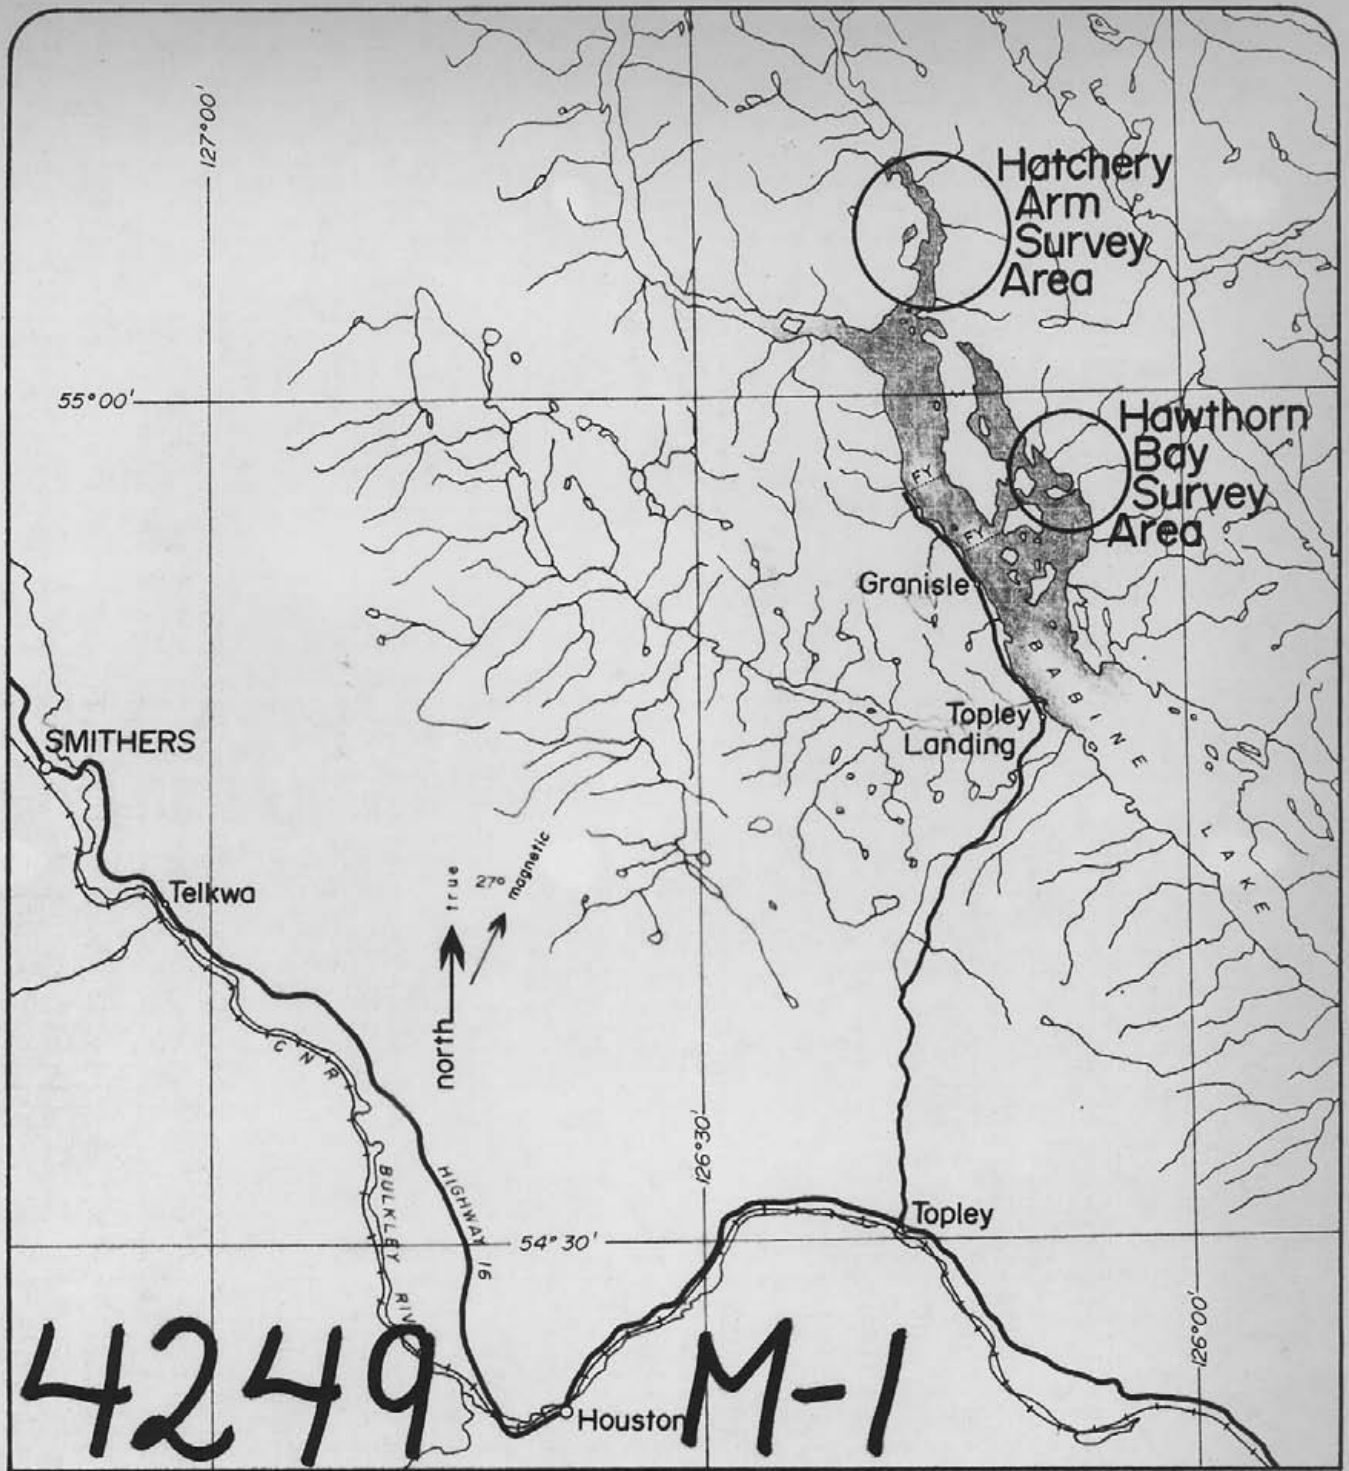 127°00'
Hatchery
Arm
Survey
Area
55°00'
Hawthorn
Bay
Survey
Area
FY
FY
Granisle
BABINE LAKE
Topley
Landing
SMITHERS
Telkwa
true
27°
magnetic
north
CNR
126°30'
HIGHWAY 16
BULKLEY RIV
Topley
54°30'
126°00'
4249 M-1
Houston